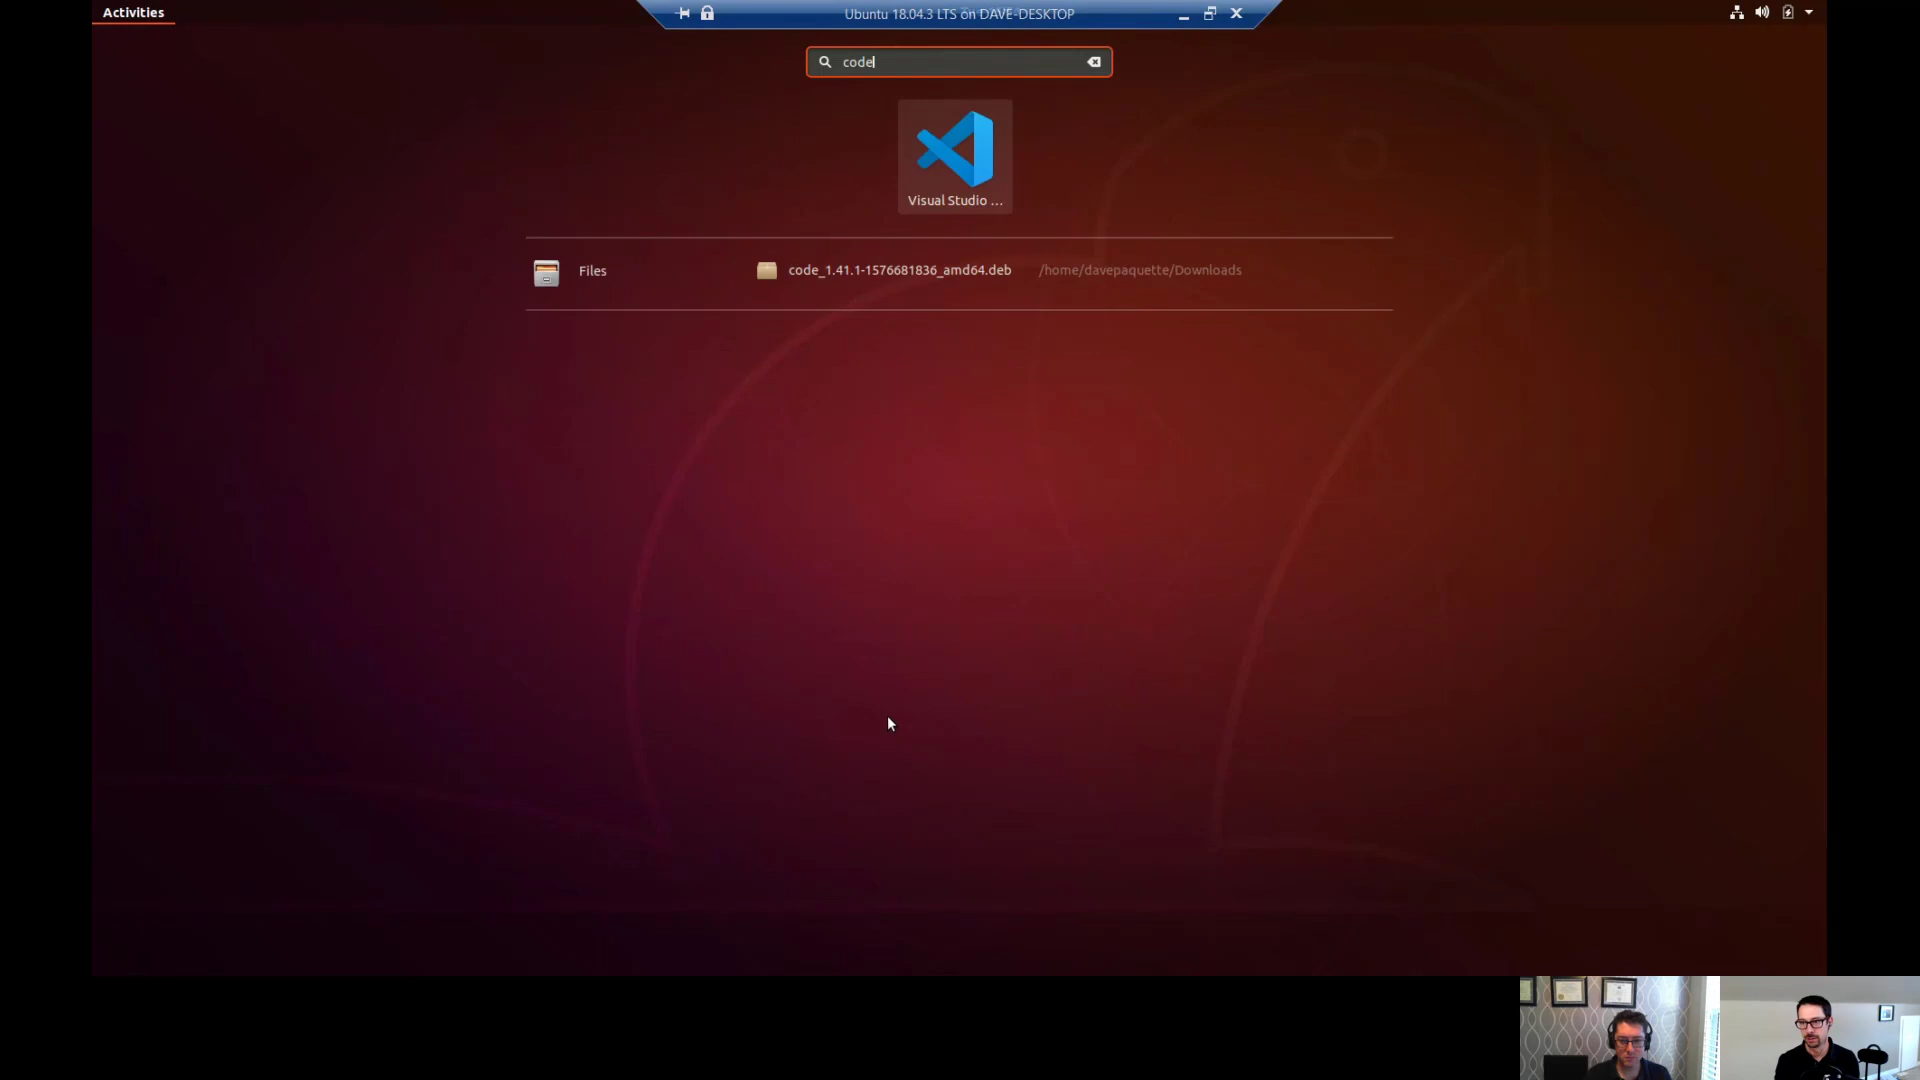 Activities
Ubuntu 18.04.3 LTS on DAVE-DESKTOP
code
Visual Studio ...
Files
code_1.41.1-1576681836_amd64.deb
/home/davepaquette/Downloads